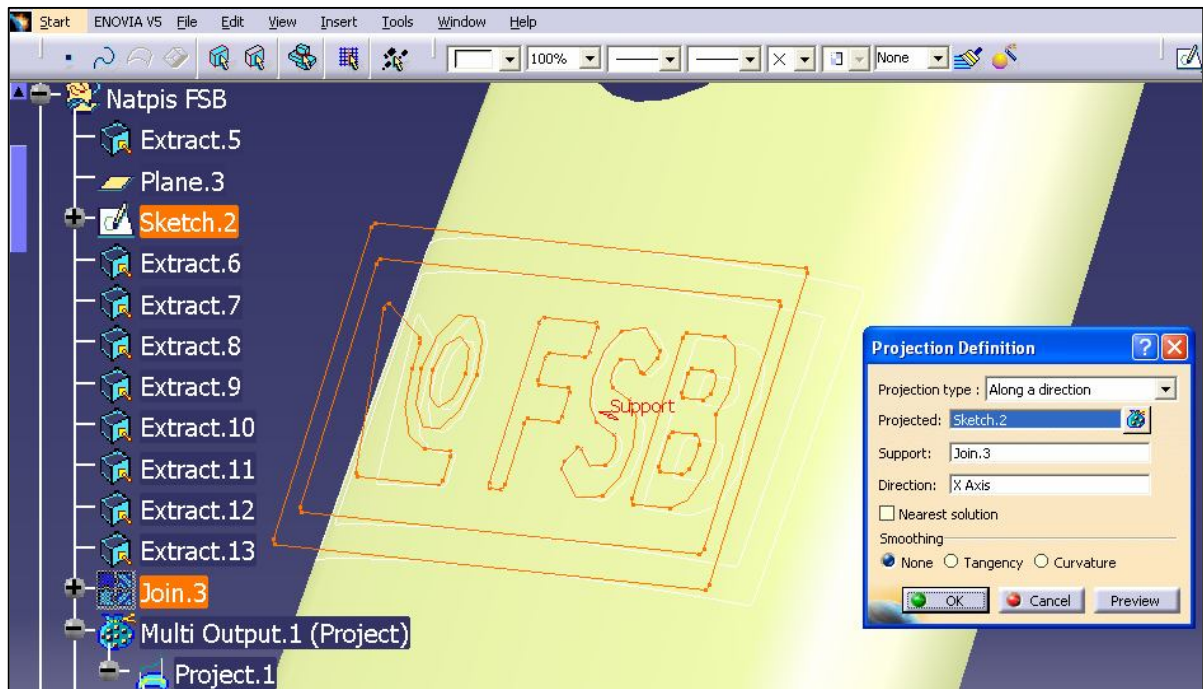 Start ENOVIA V5 File Edit View Insert Tools Window Help
100% None
Natpis FSB
Extract.5
Plane.3
Sketch.2
Extract.6
Extract.7
Extract.8
Extract.9
Extract.10
Extract.11
Extract.12
Extract.13
Join.3
Multi Output.1 (Project)
Project.1
FSB
Support
Projection Definition
Projection type : Along a direction
Projected: Sketch.2
Support: Join.3
Direction: X Axis
Nearest solution
Smoothing
None Tangency Curvature
OK Cancel Preview